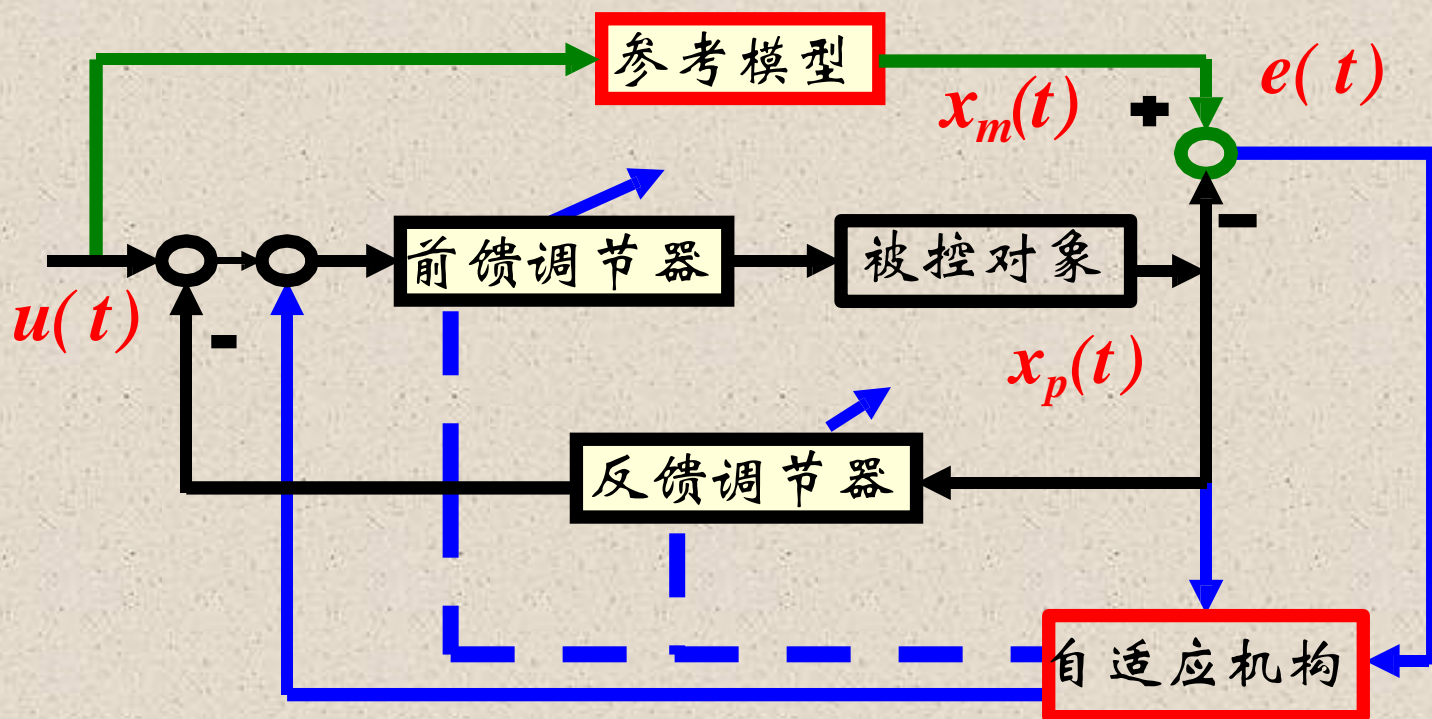 参考模型
e(t)
x_m(t)
+
-
前馈调节器
被控对象
u(t)
-
x_p(t)
反馈调节器
自适应机构